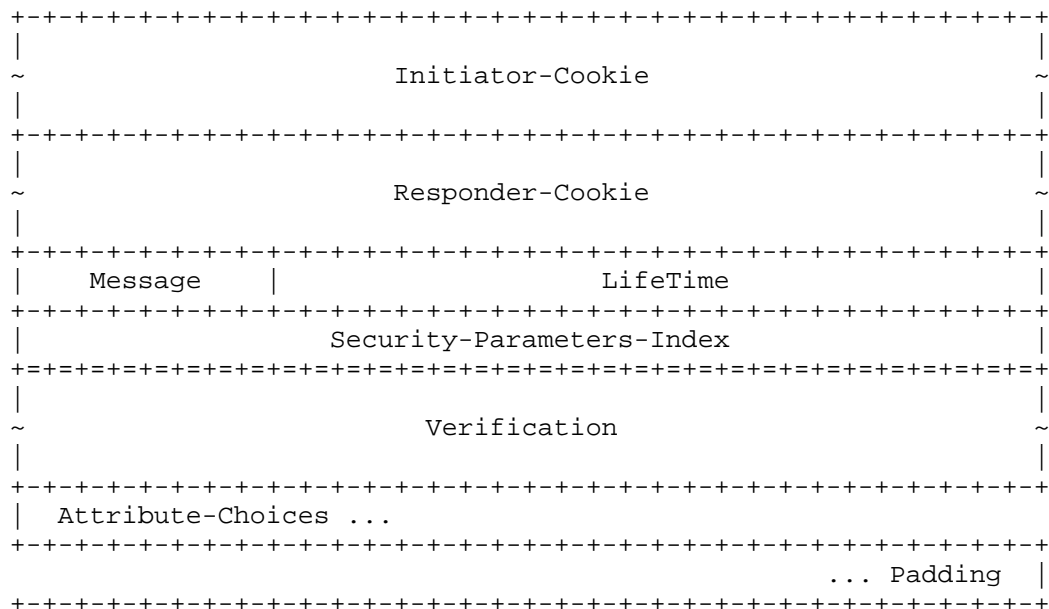 +-+-+-+-+-+-+-+-+-+-+-+-+-+-+-+-+-+-+-+-+-+-+-+-+-+-+-+-+-+-+-+-+
|                                                               |
~                       Initiator-Cookie                        ~
|                                                               |
+-+-+-+-+-+-+-+-+-+-+-+-+-+-+-+-+-+-+-+-+-+-+-+-+-+-+-+-+-+-+-+-+
|                                                               |
~                       Responder-Cookie                        ~
|                                                               |
+-+-+-+-+-+-+-+-+-+-+-+-+-+-+-+-+-+-+-+-+-+-+-+-+-+-+-+-+-+-+-+-+
|    Message    |                    LifeTime                   |
+-+-+-+-+-+-+-+-+-+-+-+-+-+-+-+-+-+-+-+-+-+-+-+-+-+-+-+-+-+-+-+-+
|                   Security-Parameters-Index                   |
+=+=+=+=+=+=+=+=+=+=+=+=+=+=+=+=+=+=+=+=+=+=+=+=+=+=+=+=+=+=+=+=+
|                                                               |
~                         Verification                          ~
|                                                               |
+-+-+-+-+-+-+-+-+-+-+-+-+-+-+-+-+-+-+-+-+-+-+-+-+-+-+-+-+-+-+-+-+
|  Attribute-Choices ...
+-+-+-+-+-+-+-+-+-+-+-+-+-+-+-+-+-+-+-+-+-+-+-+-+-+-+-+-+-+-+-+-+
                                                   ... Padding  |
+-+-+-+-+-+-+-+-+-+-+-+-+-+-+-+-+-+-+-+-+-+-+-+-+-+-+-+-+-+-+-+-+